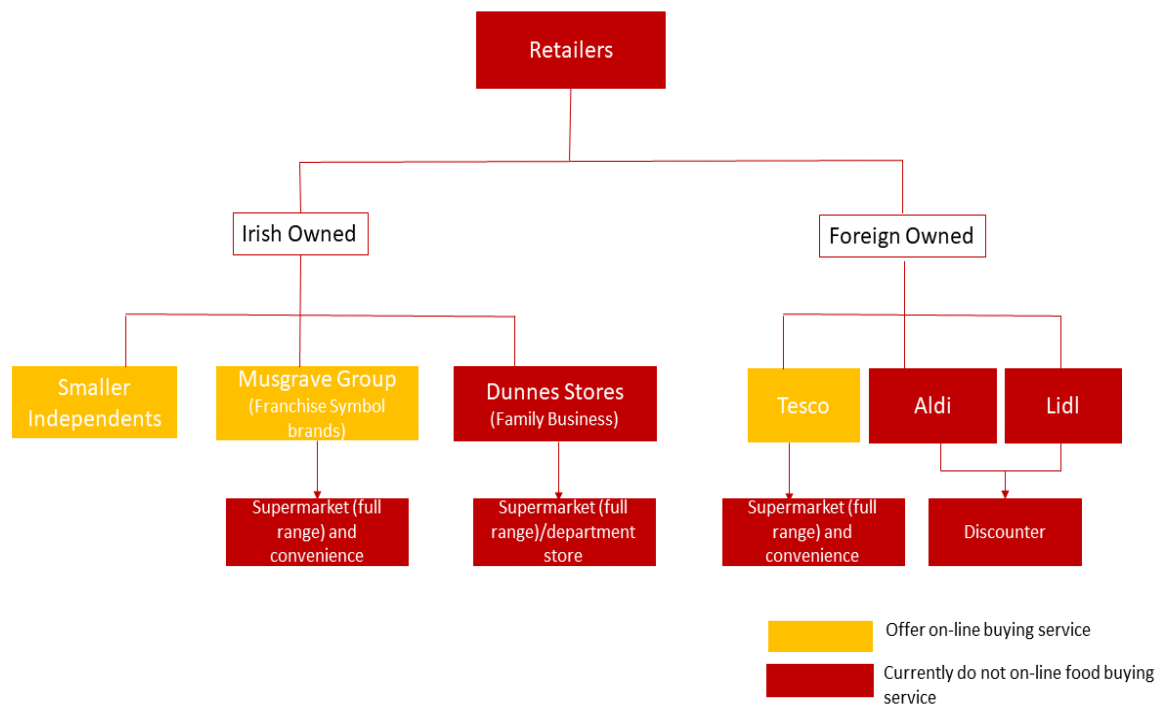 Retailers
Irish Owned
Foreign Owned
Smaller
Independents
Musgrave Group
(Franchise Symbol
brands)
Dunnes Stores
(Family Business)
Tesco
Aldi
Lidl
Supermarket (full
range) and
convenience
Supermarket (full
range)/department
store
Supermarket (full
range) and
convenience
Discounter
Offer on-line buying service
Currently do not on-line food buying
service